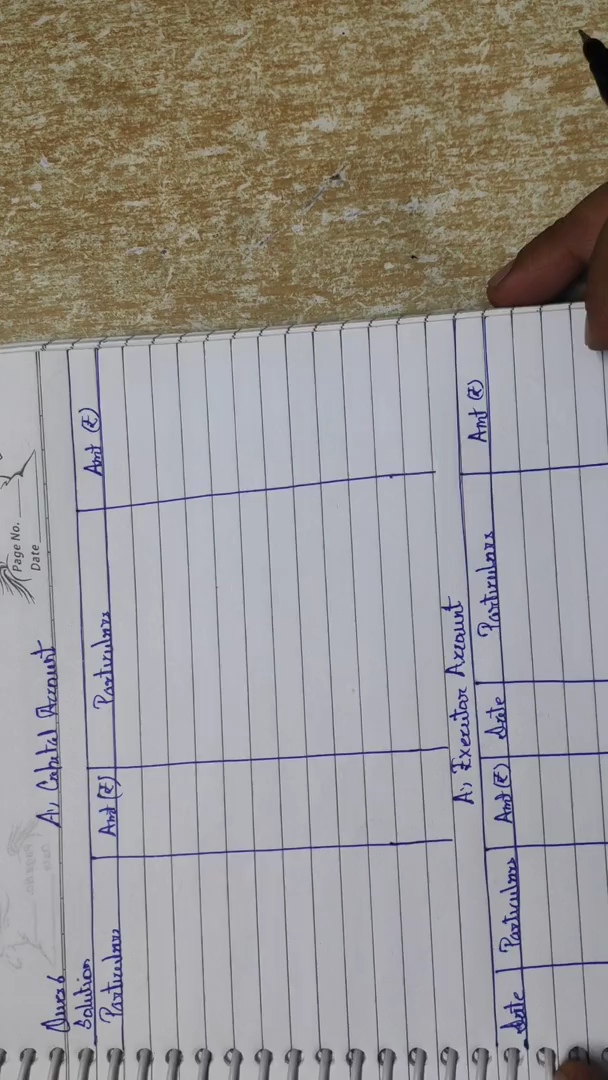 Page No.
Date
Ques 6
A's Capital Account
Solution
Particulars Amt (₹) Particulars Amt (₹)
A's Executor Account
Date Particulars Amt (₹) Date Particulars Amt (₹)